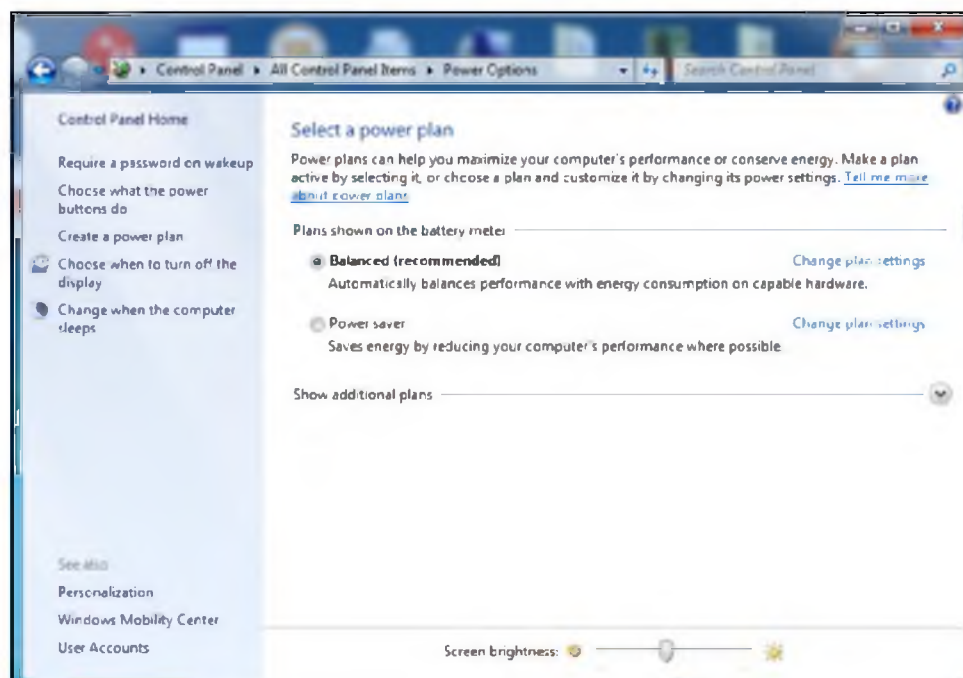 Control Panel ▸ All Control Panel Items ▸ Power Options
Search Control Panel
Control Panel Home
Require a password on wakeup
Choose what the power
buttons do
Create a power plan
Choose when to turn off the
display
Change when the computer
sleeps
See also
Personalization
Windows Mobility Center
User Accounts
Select a power plan
Power plans can help you maximize your computer's performance or conserve energy. Make a plan
active by selecting it, or choose a plan and customize it by changing its power settings. Tell me more
about power plans
Plans shown on the battery meter
Balanced (recommended) Change plan settings
Automatically balances performance with energy consumption on capable hardware.
Power saver Change plan settings
Saves energy by reducing your computer's performance where possible
Show additional plans
Screen brightness: